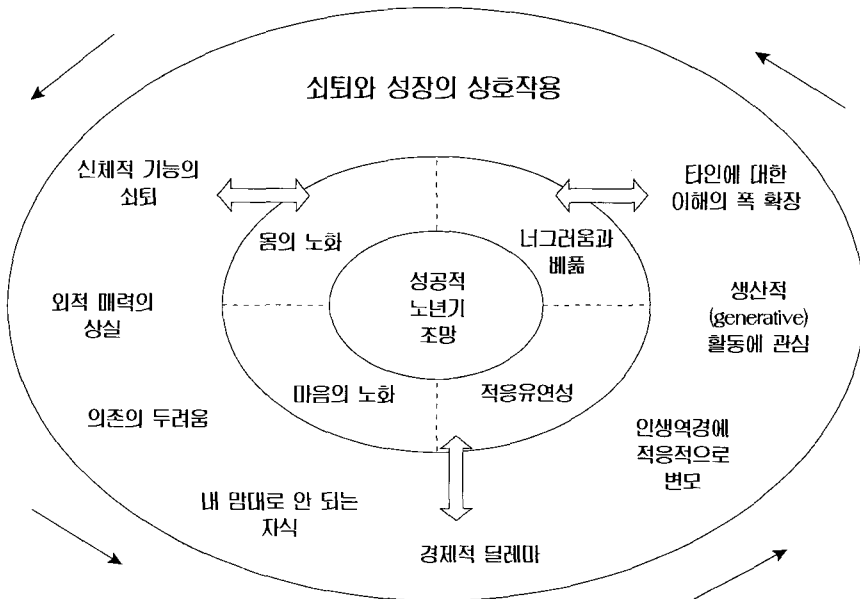 쇠퇴와 성장의 상호작용
신체적 기능의
쇠퇴
타인에 대한
이해의 폭 확장
몸의 노화
너그러움과
베풂
성공적
노년기
조망
외적 매력의
상실
생산적
(generative)
활동에 관심
마음의 노화
적응유연성
의존의 두려움
인생역경에
적응적으로
변모
내 맘대로 안 되는
자식
경제적 딜레마